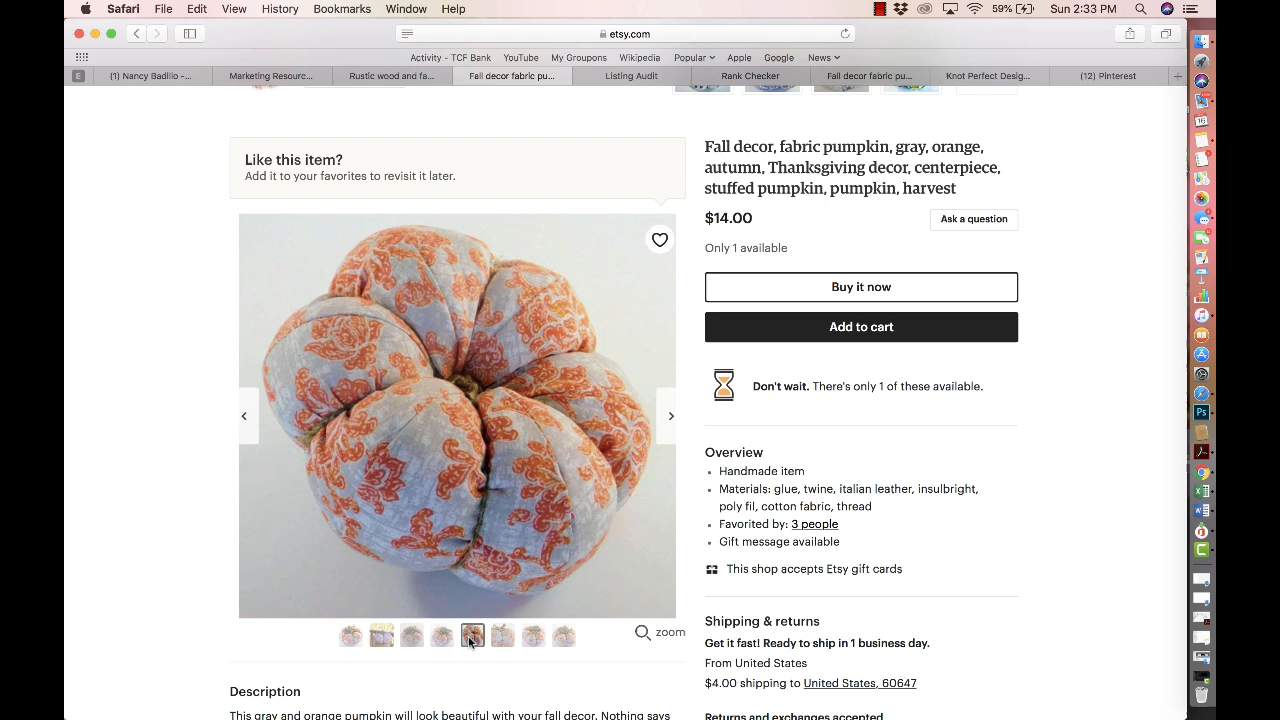 Safari File Edit View History Bookmarks Window Help 59% Sun 2:33 PM
etsy.com
Activity - TCF Bank YouTube My Groupons Wikipedia Popular Apple Google News
E (1) Nancy Badillo -... Marketing Resourc... Rustic wood and fa... Fall decor fabric pu... Listing Audit Rank Checker Fall decor fabric pu... Knot Perfect Desig... (12) Pinterest
Like this item?
Add it to your favorites to revisit it later.
Fall decor, fabric pumpkin, gray, orange,
autumn, Thanksgiving decor, centerpiece,
stuffed pumpkin, pumpkin, harvest
$14.00
Ask a question
Only 1 available
Buy it now
Add to cart
Don't wait. There's only 1 of these available.
Overview
Handmade item
Materials: glue, twine, italian leather, insulbright,
poly fil, cotton fabric, thread
Favorited by: 3 people
Gift message available
This shop accepts Etsy gift cards
zoom
Shipping & returns
Get it fast! Ready to ship in 1 business day.
From United States
$4.00 shipping to United States, 60647
Returns and exchanges accepted
Description
This gray and orange pumpkin will look beautiful with your fall decor. Nothing says
16
Ps